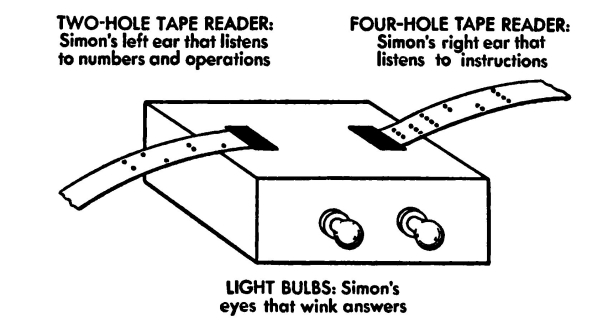 TWO-HOLE TAPE READER:
Simon's left ear that listens
to numbers and operations
FOUR-HOLE TAPE READER:
Simon's right ear that
listens to instructions
LIGHT BULBS: Simon's
eyes that wink answers